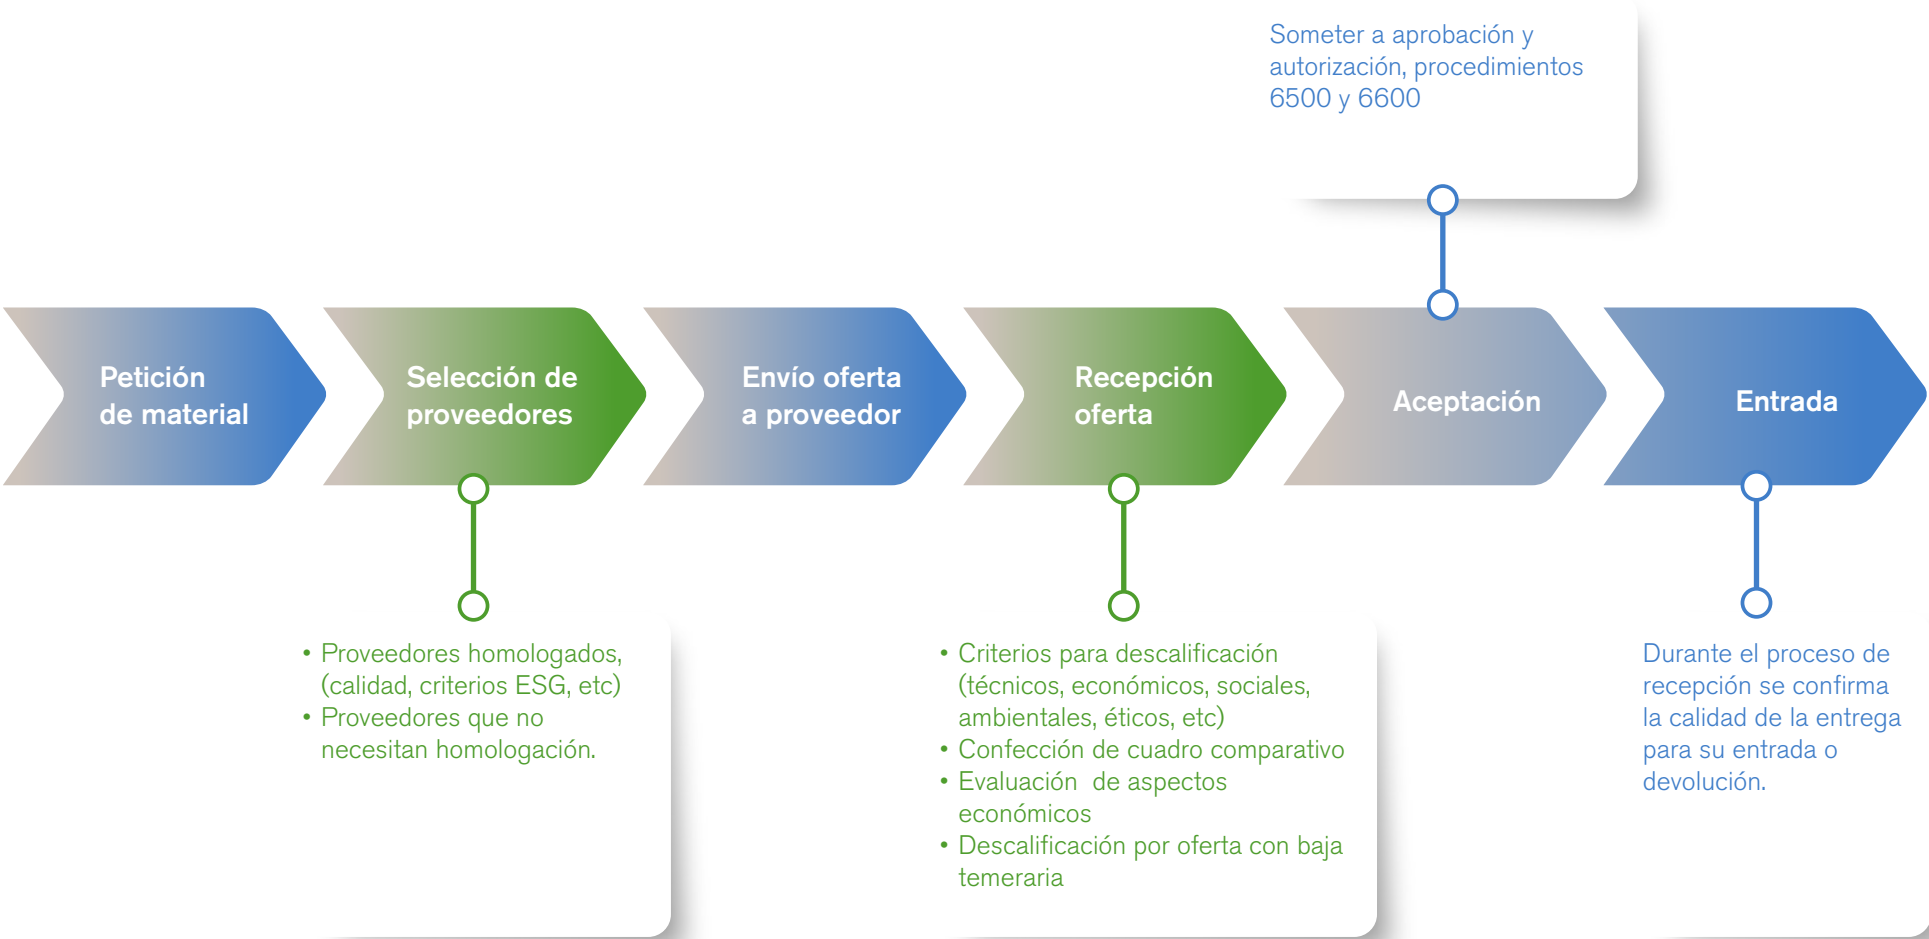 Someter a aprobación y
autorización, procedimientos
6500 y 6600
Petición
de material
Selección de
proveedores
Envío oferta
a proveedor
Recepción
oferta
Aceptación
Entrada
• Proveedores homologados,
(calidad, criterios ESG, etc)
• Proveedores que no
necesitan homologación.
• Criterios para descalificación
(técnicos, económicos, sociales,
ambientales, éticos, etc)
• Confección de cuadro comparativo
• Evaluación de aspectos
económicos
• Descalificación por oferta con baja
temeraria
Durante el proceso de
recepción se confirma
la calidad de la entrega
para su entrada o
devolución.